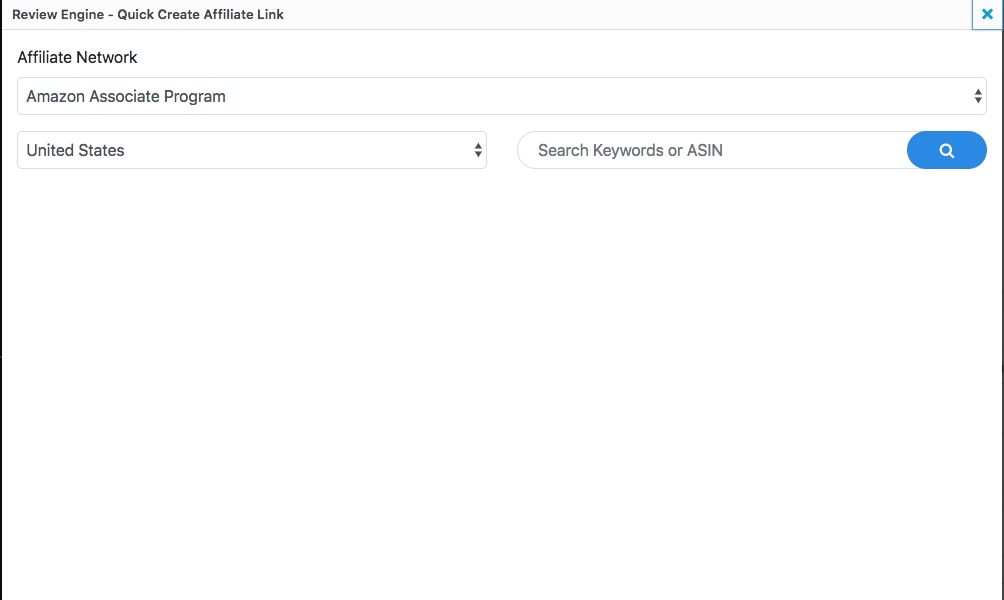 Review Engine - Quick Create Affiliate Link
Affiliate Network
Amazon Associate Program
United States
Search Keywords or ASIN